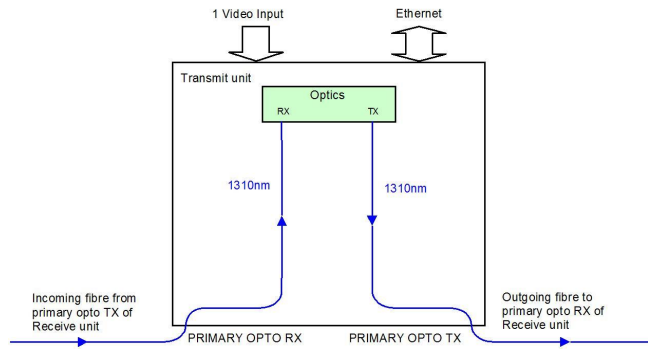 1 Video Input
Ethernet
Transmit unit
Optics
RX
TX
1310nm
1310nm
Incoming fibre from
primary opto TX of
Receive unit
Outgoing fibre to
primary opto RX of
Receive unit
PRIMARY OPTO RX
PRIMARY OPTO TX